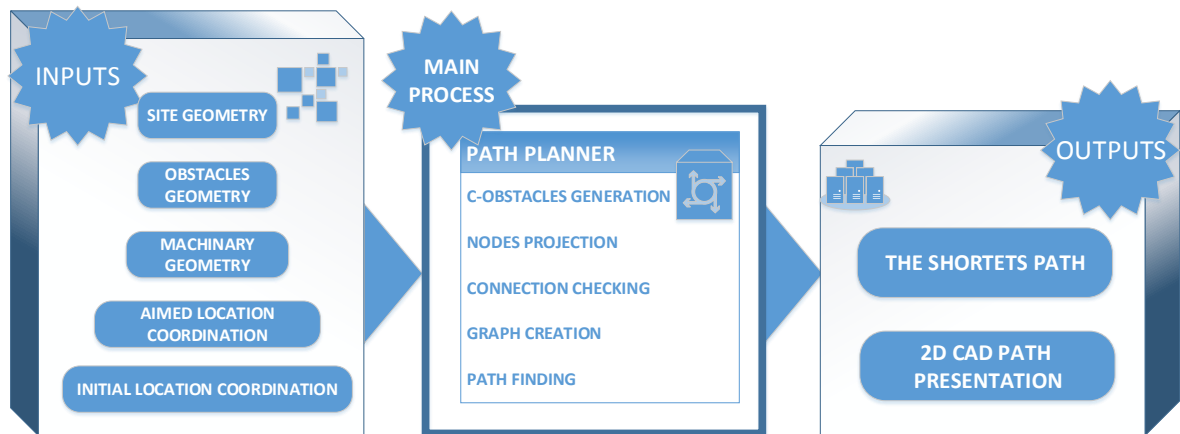 INPUTS
SITE GEOMETRY
OBSTACLES
GEOMETRY
MACHINARY
GEOMETRY
AIMED LOCATION
COORDINATION
INITIAL LOCATION COORDINATION
MAIN
PROCESS
PATH PLANNER
C-OBSTACLES GENERATION
NODES PROJECTION
CONNECTION CHECKING
GRAPH CREATION
PATH FINDING
OUTPUTS
THE SHORTETS PATH
2D CAD PATH
PRESENTATION